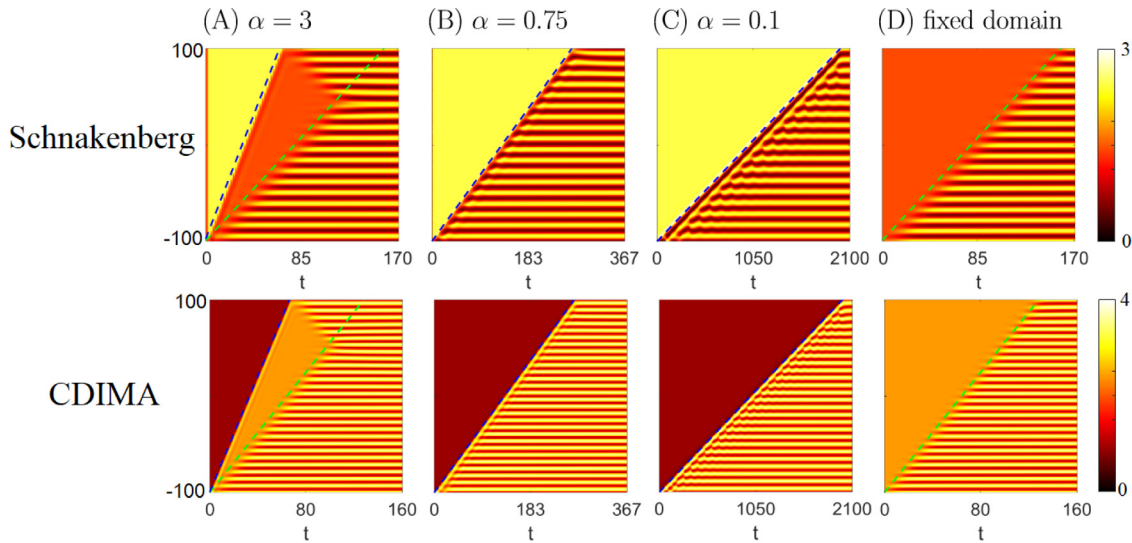 (A) α = 3 (B) α = 0.75 (C) α = 0.1 (D) fixed domain
Schnakenberg
100
-100
0 85 170
t
0 183 367
t
0 1050 2100
t
0 85 170
t
3
0
CDIMA
100
-100
0 80 160
t
0 183 367
t
0 1050 2100
t
0 80 160
t
4
0